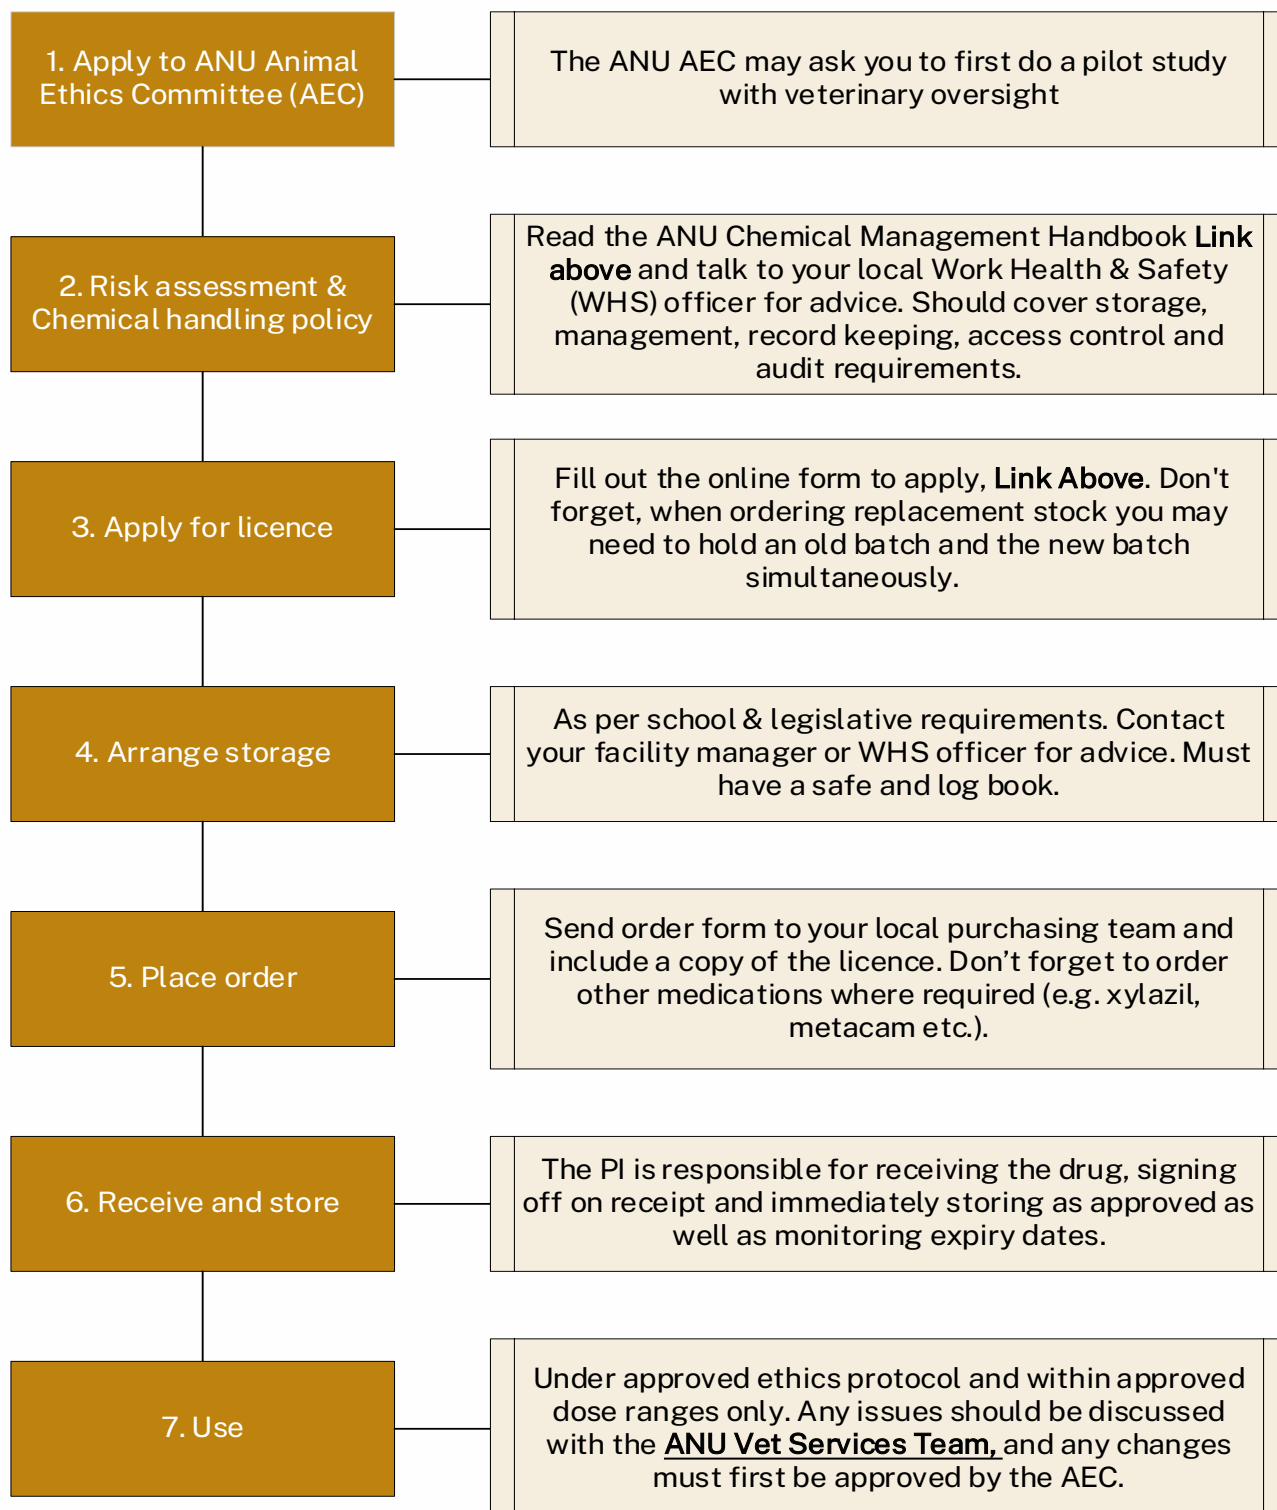 1. Apply to ANU Animal
Ethics Committee (AEC)
The ANU AEC may ask you to first do a pilot study
with veterinary oversight
2. Risk assessment &
Chemical handling policy
Read the ANU Chemical Management Handbook Link
above and talk to your local Work Health & Safety
(WHS) officer for advice. Should cover storage,
management, record keeping, access control and
audit requirements.
3. Apply for licence
Fill out the online form to apply, Link Above. Don't
forget, when ordering replacement stock you may
need to hold an old batch and the new batch
simultaneously.
4. Arrange storage
As per school & legislative requirements. Contact
your facility manager or WHS officer for advice. Must
have a safe and log book.
5. Place order
Send order form to your local purchasing team and
include a copy of the licence. Don’t forget to order
other medications where required (e.g. xylazil,
metacam etc.).
6. Receive and store
The PI is responsible for receiving the drug, signing
off on receipt and immediately storing as approved as
well as monitoring expiry dates.
7. Use
Under approved ethics protocol and within approved
dose ranges only. Any issues should be discussed
with the ANU Vet Services Team, and any changes
must first be approved by the AEC.